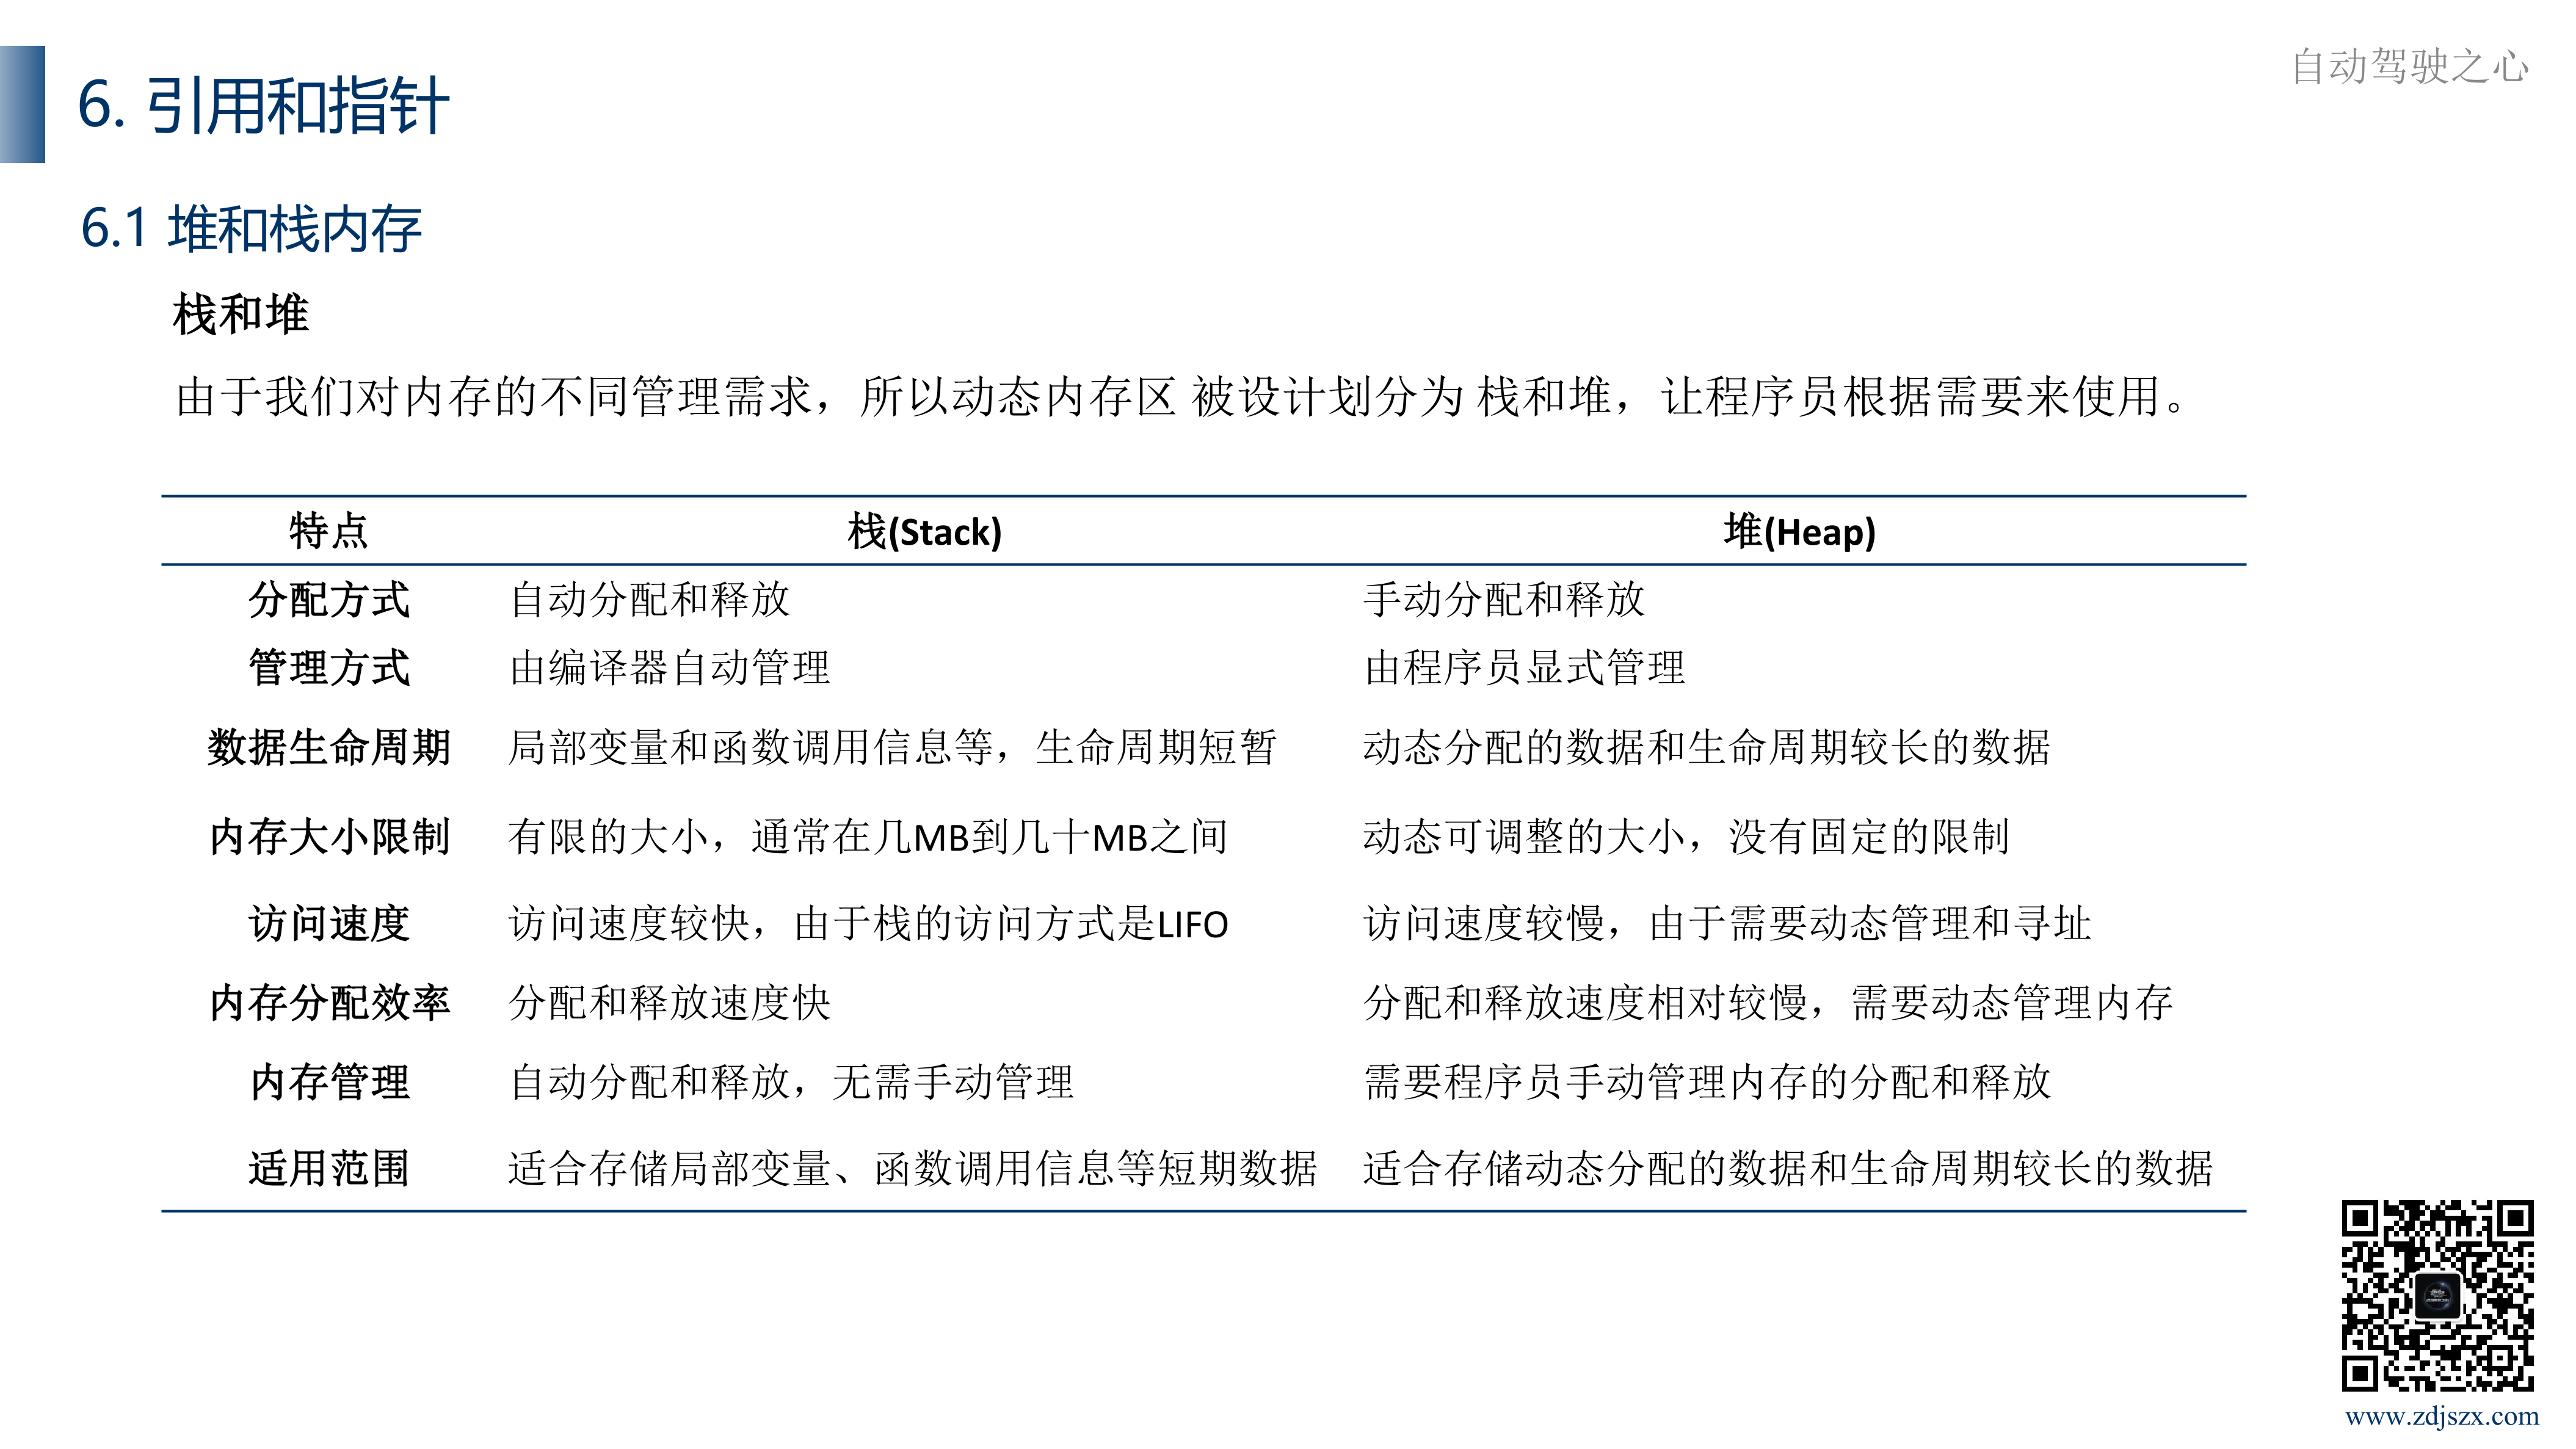 自动驾驶之心
6. 引用和指针
6.1 堆和栈内存
栈和堆
由于我们对内存的不同管理需求，所以动态内存区 被设计划分为 栈和堆，让程序员根据需要来使用。
特点 栈(Stack) 堆(Heap)
分配方式 自动分配和释放 手动分配和释放
管理方式 由编译器自动管理 由程序员显式管理
数据生命周期 局部变量和函数调用信息等，生命周期短暂 动态分配的数据和生命周期较长的数据
内存大小限制 有限的大小，通常在几MB到几十MB之间 动态可调整的大小，没有固定的限制
访问速度 访问速度较快，由于栈的访问方式是LIFO 访问速度较慢，由于需要动态管理和寻址
内存分配效率 分配和释放速度快 分配和释放速度相对较慢，需要动态管理内存
内存管理 自动分配和释放，无需手动管理 需要程序员手动管理内存的分配和释放
适用范围 适合存储局部变量、函数调用信息等短期数据 适合存储动态分配的数据和生命周期较长的数据
www.zdjszx.com